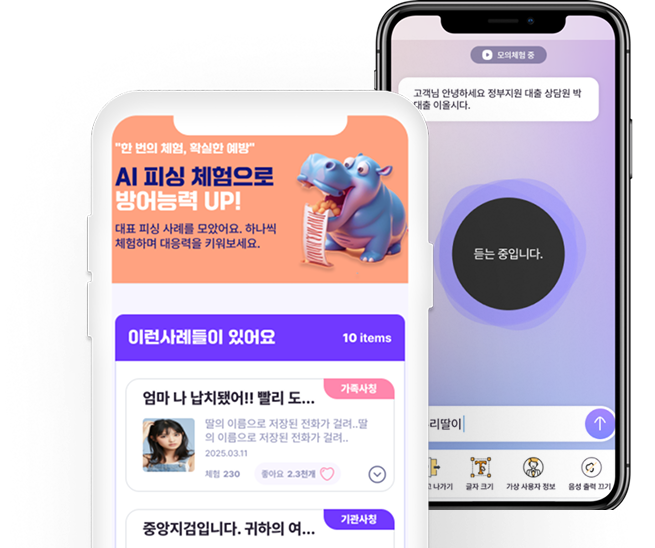 "한 번의 체험, 확실한 예방"
AI 피싱 체험으로
방어능력 UP!
대표 피싱 사례를 모았어요. 하나씩
체험하며 대응력을 키워보세요.
이런사례들이 있어요
10 items
가족사칭
엄마 나 납치됐어!! 빨리 도...
딸의 이름으로 저장된 전화가 걸려..딸
의 이름으로 저장된 전화가 걸려..
2025.03.11
체험 230
좋아요 2.3천개
기관사칭
중앙지검입니다. 귀하의 여...
모의체험 중
고객님 안녕하세요 정부지원 대출 상담원 박
대출 이올시다.
듣는 중입니다.
리딸이
나가기
글자 크기
가상 사용자 정보
음성 출력 끄기